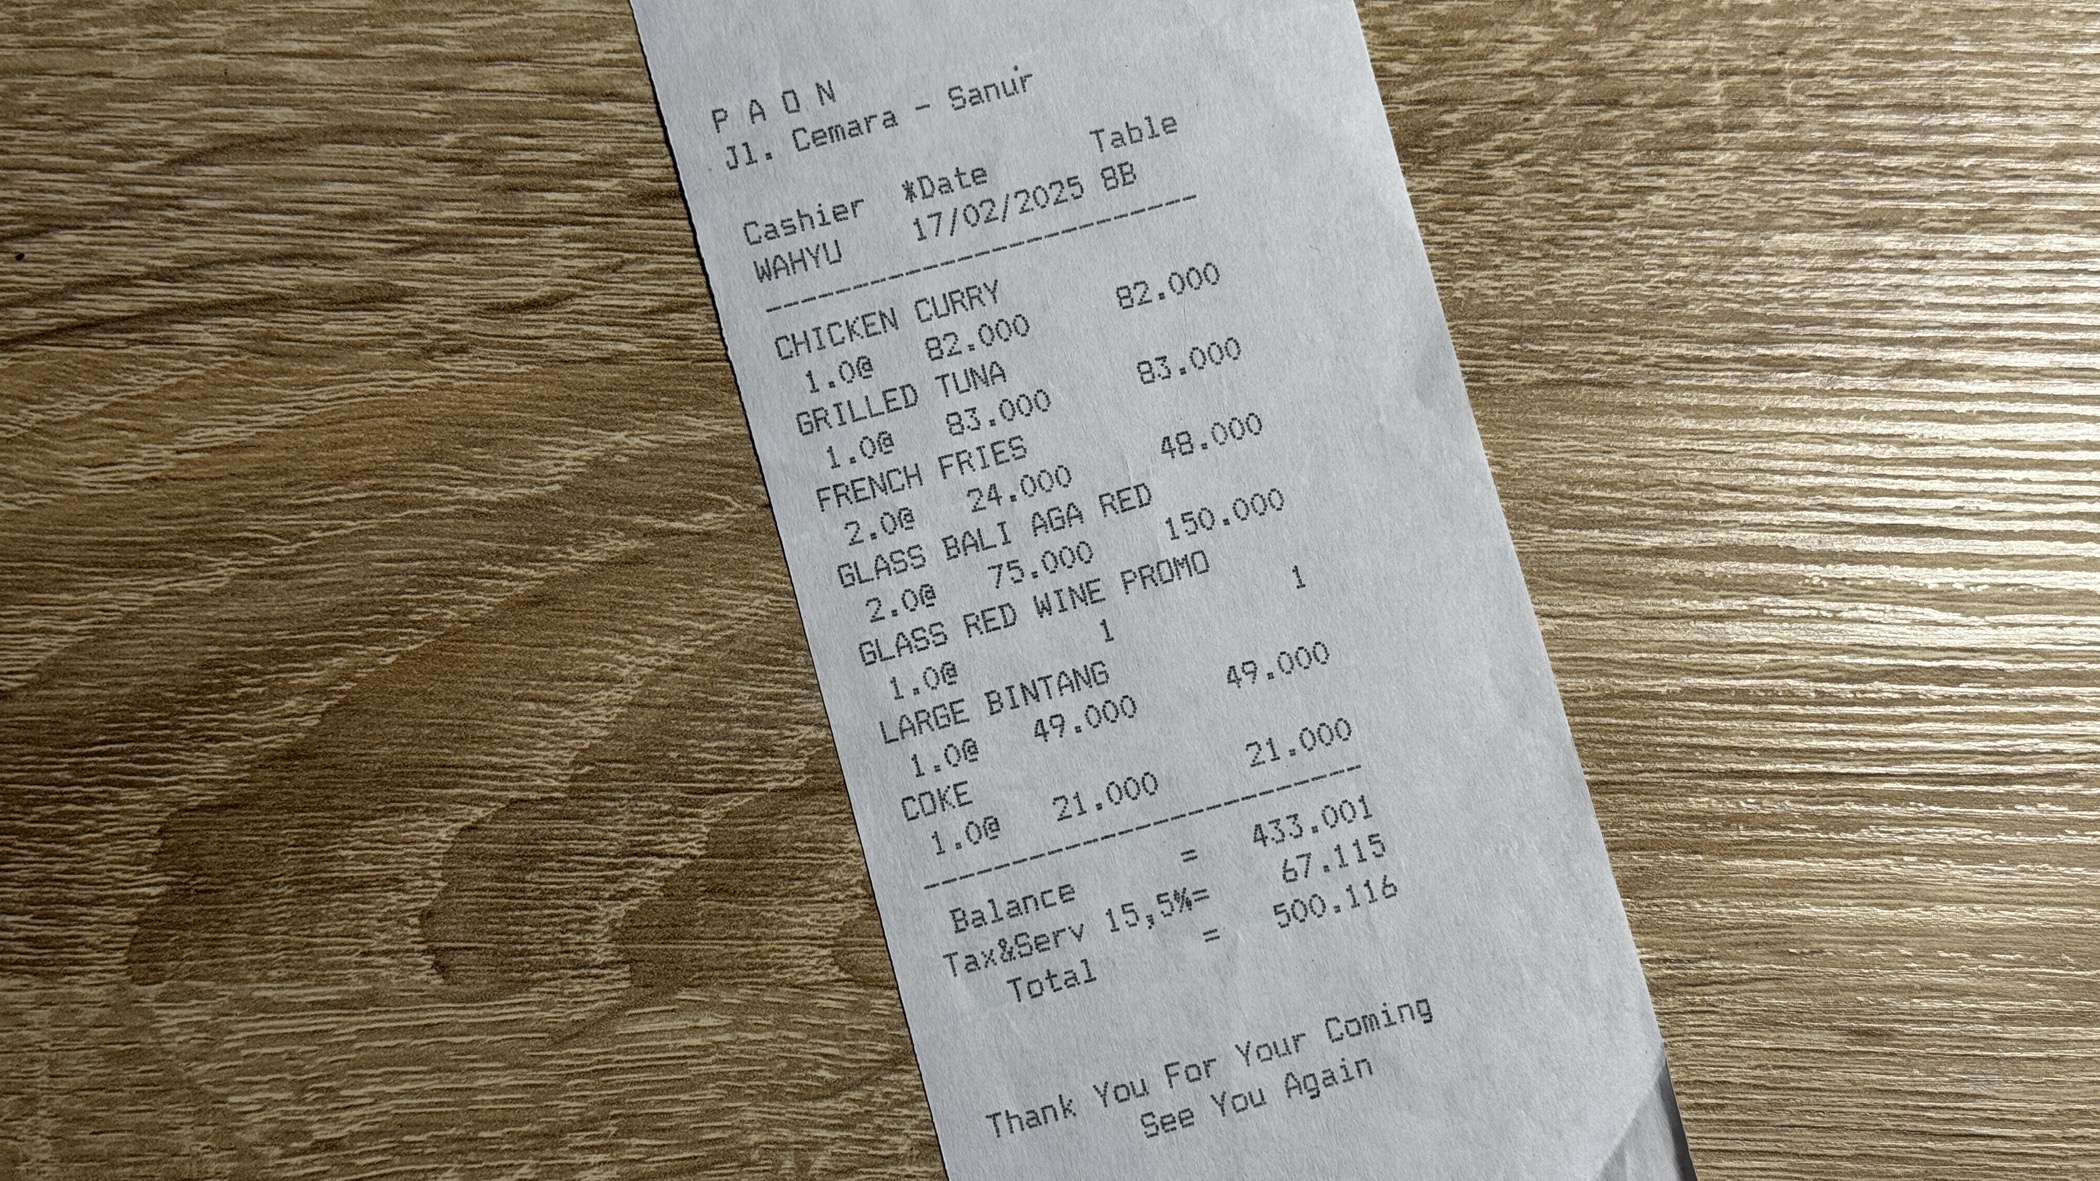 P A O N
Jl. Cemara - Sanur
Cashier *Date Table
WAHYU 17/02/2025 8B
--------------------------------
CHICKEN CURRY
1.0@ 82.000 82.000
GRILLED TUNA
1.0@ 83.000 83.000
FRENCH FRIES
2.0@ 24.000 48.000
GLASS BALI AGA RED
2.0@ 75.000 150.000
GLASS RED WINE PROMO
1.0@ 1 1
LARGE BINTANG
1.0@ 49.000 49.000
COKE
1.0@ 21.000 21.000
--------------------------------
Balance = 433.001
Tax&Serv 15,5%= 67.115
Total = 500.116
Thank You For Your Coming
See You Again